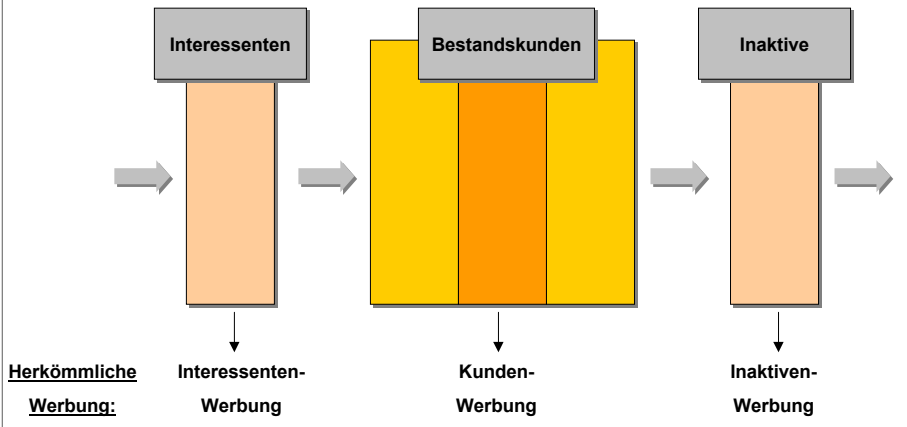 Interessenten
Bestandskunden
Inaktive
Herkömmliche
Werbung:
Interessenten-
Werbung
Kunden-
Werbung
Inaktiven-
Werbung